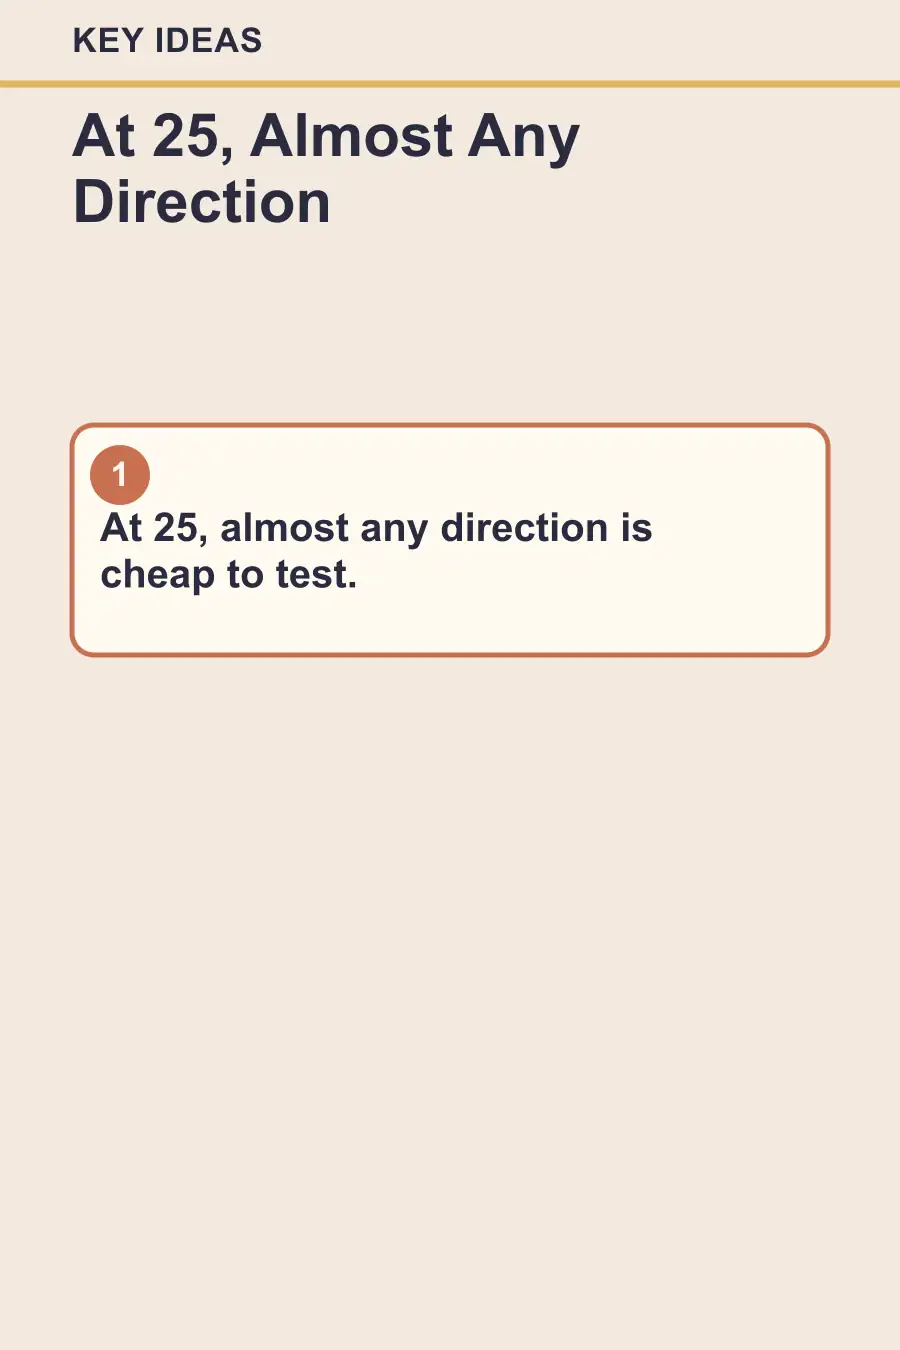 KEY IDEAS
At 25, Almost Any
Direction
1
At 25, almost any direction is
cheap to test.